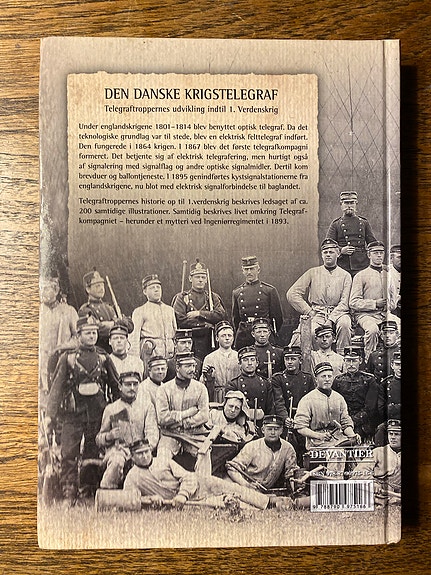 DEN DANSKE KRIGSTELEGRAF
Telegraftroppernes udvikling indtil 1. Verdenskrig
Under englandskrigene 1801–1814 blev benyttet optisk telegraf. Da det
teknologiske grundlag var til stede, blev en elektrisk felttelegraf indført.
Den fungerede i 1864 krigen. I 1867 blev det første telegrafkompagni
formeret. Det betjente sig af elektrisk telegrafering, men hurtigt også
af signalering med signalflag og andre optiske signalmidler. Dertil kom
brevduer og ballontjeneste. I 1895 genindførtes kystsignalstationerne fra
englandskrigene, nu blot med elektrisk signalforbindelse til baglandet.
Telegraftroppernes historie op til 1.verdenskrig beskrives ledsaget af ca.
200 samtidige illustrationer. Samtidig beskrives livet omkring Telegraf-
kompagniet – herunder et mytteri ved Ingeniørregimentet i 1893.
DEVANTIER